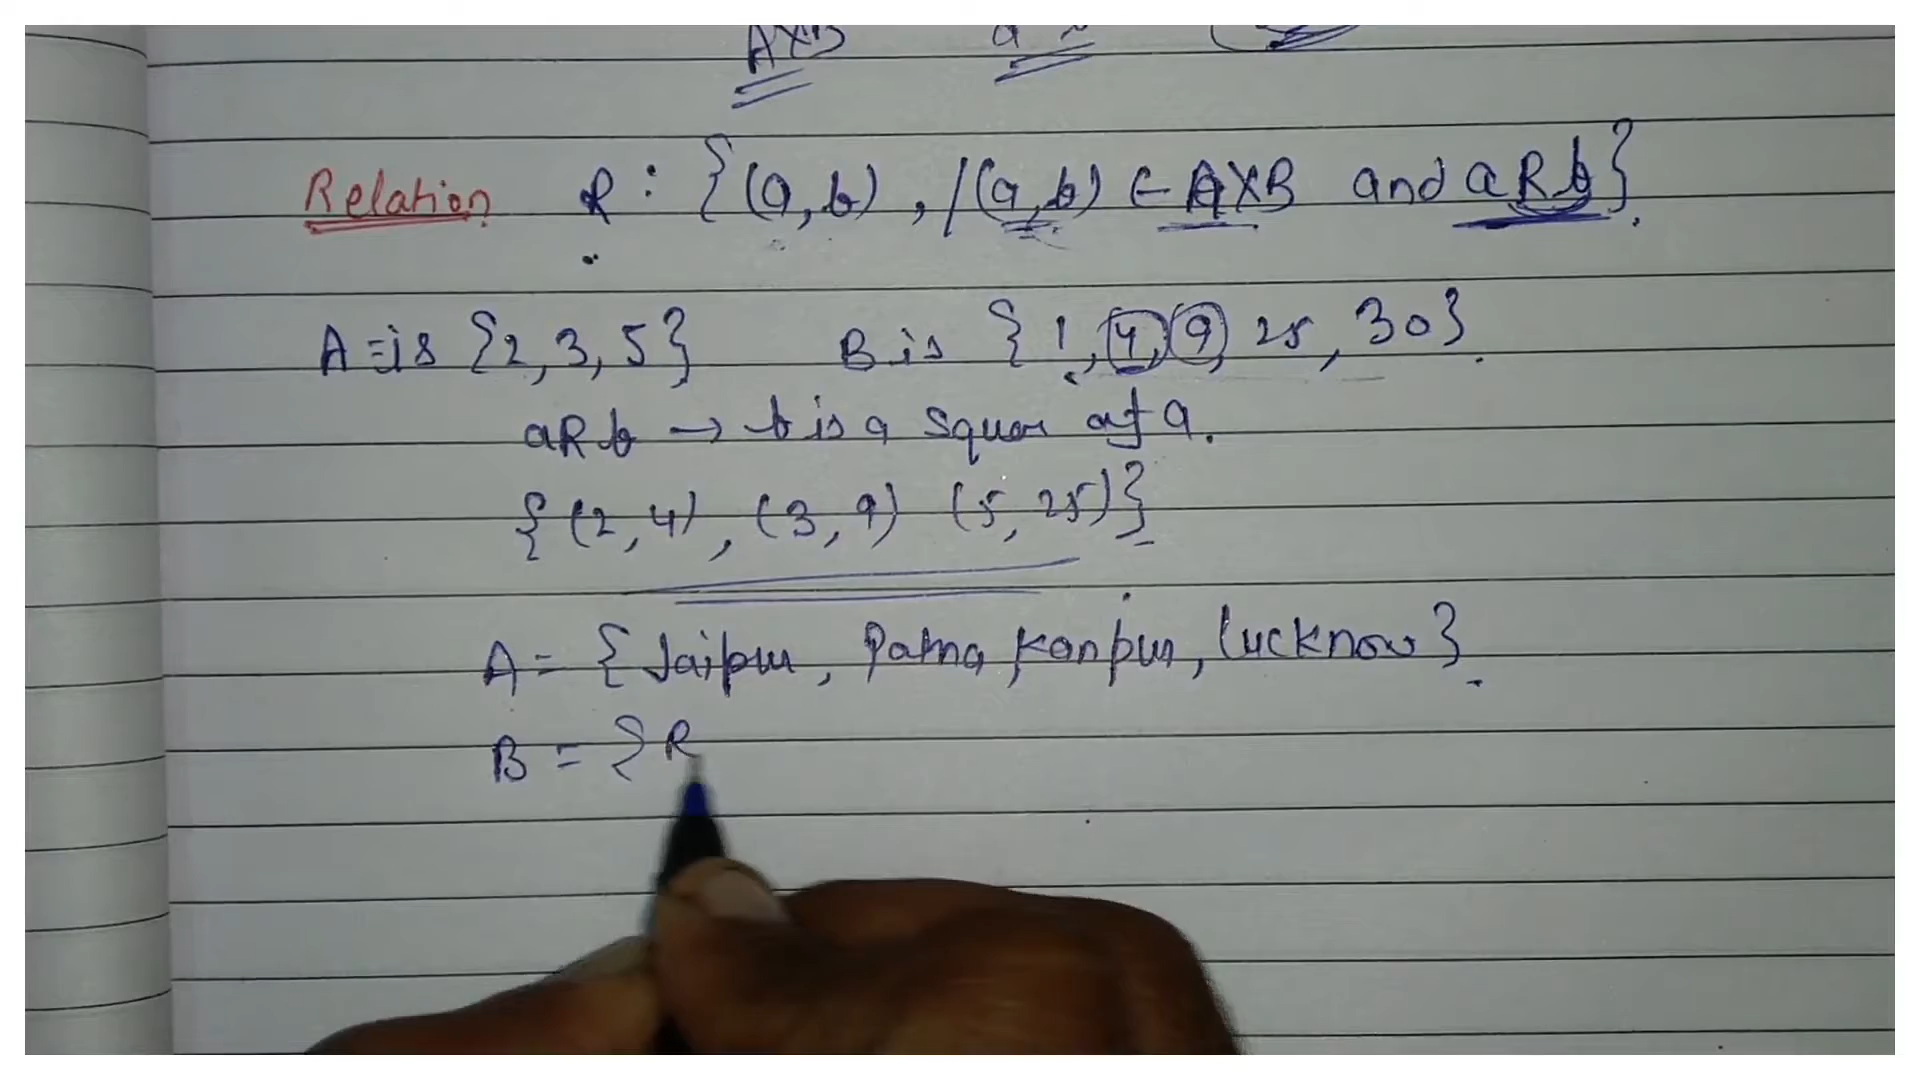 A×B a
Relation R : {(a, b), /(a, b) ∈ A×B and aRb}.
A = is {2, 3, 5} B is {1, 4, 9, 25, 30}.
aRb → b is a squar of a.
{(2, 4), (3, 9) (5, 25)}
A = {Jaipur, Patna, Kanpur, Lucknow}.
B = {R